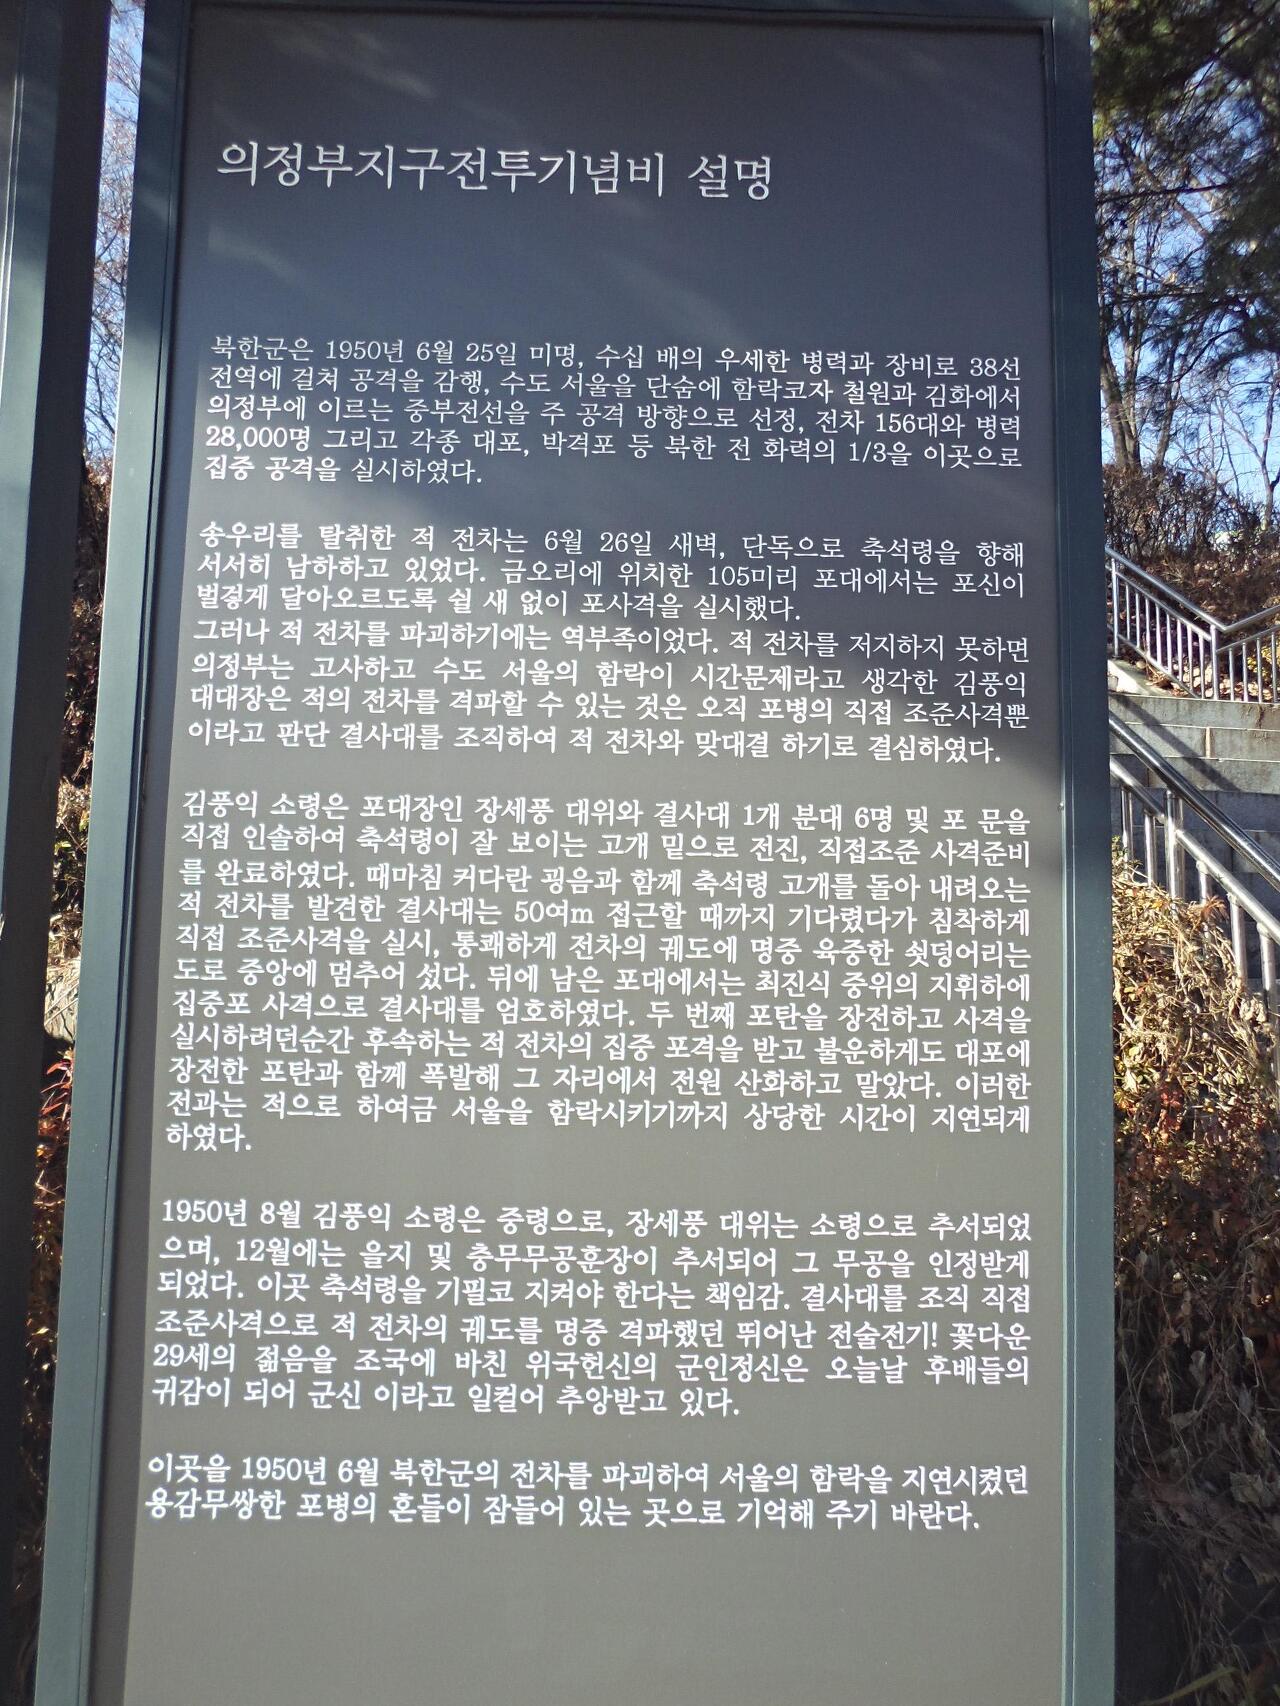 의정부지구전투기념비 설명
북한군은 1950년 6월 25일 미명, 수십 배의 우세한 병력과 장비로 38선
전역에 걸쳐 공격을 감행, 수도 서울을 단숨에 함락코자 철원과 김화에서
의정부에 이르는 중부전선을 주 공격 방향으로 선정, 전차 156대와 병력
28,000명 그리고 각종 대포, 박격포 등 북한 전 화력의 1/3을 이곳으로
집중 공격을 실시하였다.
송우리를 탈취한 적 전차는 6월 26일 새벽, 단독으로 축석령을 향해
서서히 남하하고 있었다. 금오리에 위치한 105미리 포대에서는 포신이
벌겋게 달아오르도록 쉴 새 없이 포사격을 실시했다.
그러나 적 전차를 파괴하기에는 역부족이었다. 적 전차를 저지하지 못하면
의정부는 고사하고 수도 서울의 함락이 시간문제라고 생각한 김풍익
대대장은 적의 전차를 격파할 수 있는 것은 오직 포병의 직접 조준사격뿐
이라고 판단 결사대를 조직하여 적 전차와 맞대결 하기로 결심하였다.
김풍익 소령은 포대장인 장세풍 대위와 결사대 1개 분대 6명 및 포 문을
직접 인솔하여 축석령이 잘 보이는 고개 밑으로 전진, 직접조준 사격준비
를 완료하였다. 때마침 커다란 굉음과 함께 축석령 고개를 돌아 내려오는
적 전차를 발견한 결사대는 50여m 접근할 때까지 기다렸다가 침착하게
직접 조준사격을 실시, 통쾌하게 전차의 궤도에 명중 육중한 쇳덩어리는
도로 중앙에 멈추어 섰다. 뒤에 남은 포대에서는 최진식 중위의 지휘하에
집중포 사격으로 결사대를 엄호하였다. 두 번째 포탄을 장전하고 사격을
실시하려던순간 후속하는 적 전차의 집중 포격을 받고 불운하게도 대포에
장전한 포탄과 함께 폭발해 그 자리에서 전원 산화하고 말았다. 이러한
전과는 적으로 하여금 서울을 함락시키기까지 상당한 시간이 지연되게
하였다.
1950년 8월 김풍익 소령은 중령으로, 장세풍 대위는 소령으로 추서되었
으며, 12월에는 을지 및 충무무공훈장이 추서되어 그 무공을 인정받게
되었다. 이곳 축석령을 기필코 지켜야 한다는 책임감. 결사대를 조직 직접
조준사격으로 적 전차의 궤도를 명중 격파했던 뛰어난 전술전기! 꽃다운
29세의 젊음을 조국에 바친 위국헌신의 군인정신은 오늘날 후배들의
귀감이 되어 군신 이라고 일컬어 추앙받고 있다.
이곳을 1950년 6월 북한군의 전차를 파괴하여 서울의 함락을 지연시켰던
용감무쌍한 포병의 혼들이 잠들어 있는 곳으로 기억해 주기 바란다.